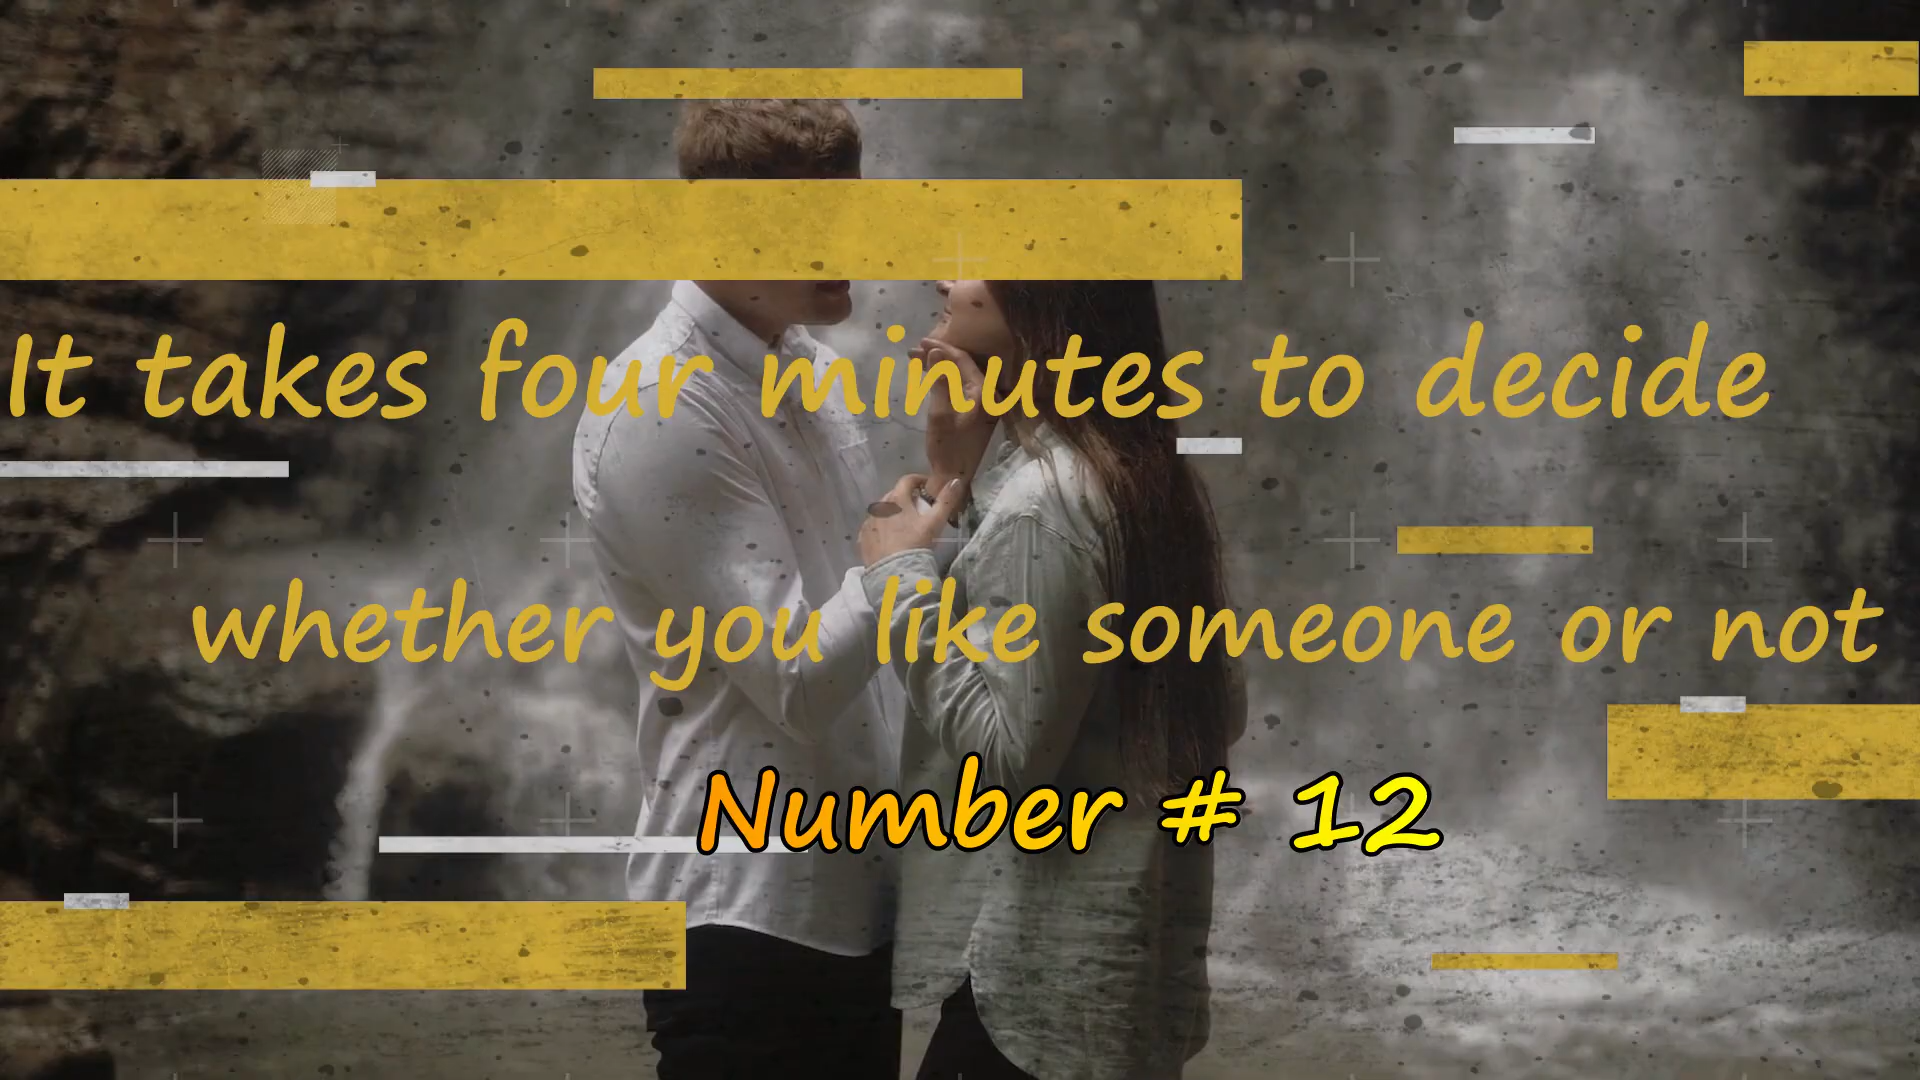 It takes four minutes to decide
whether you like someone or not
Number # 12